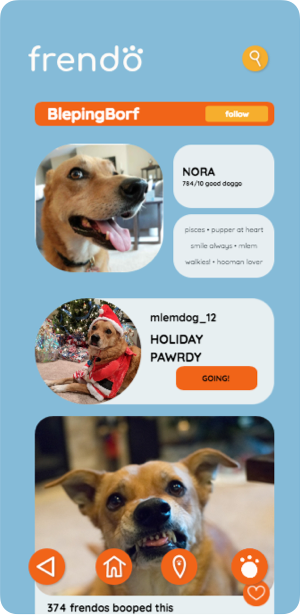 frendo
BlepingBorf
follow
NORA
784/10 good doggo
pisces • pupper at heart
smile always • mlem
walkies! • hooman lover
mlemdog_12
HOLIDAY
PAWRDY
GOING!
374 frendos booped this